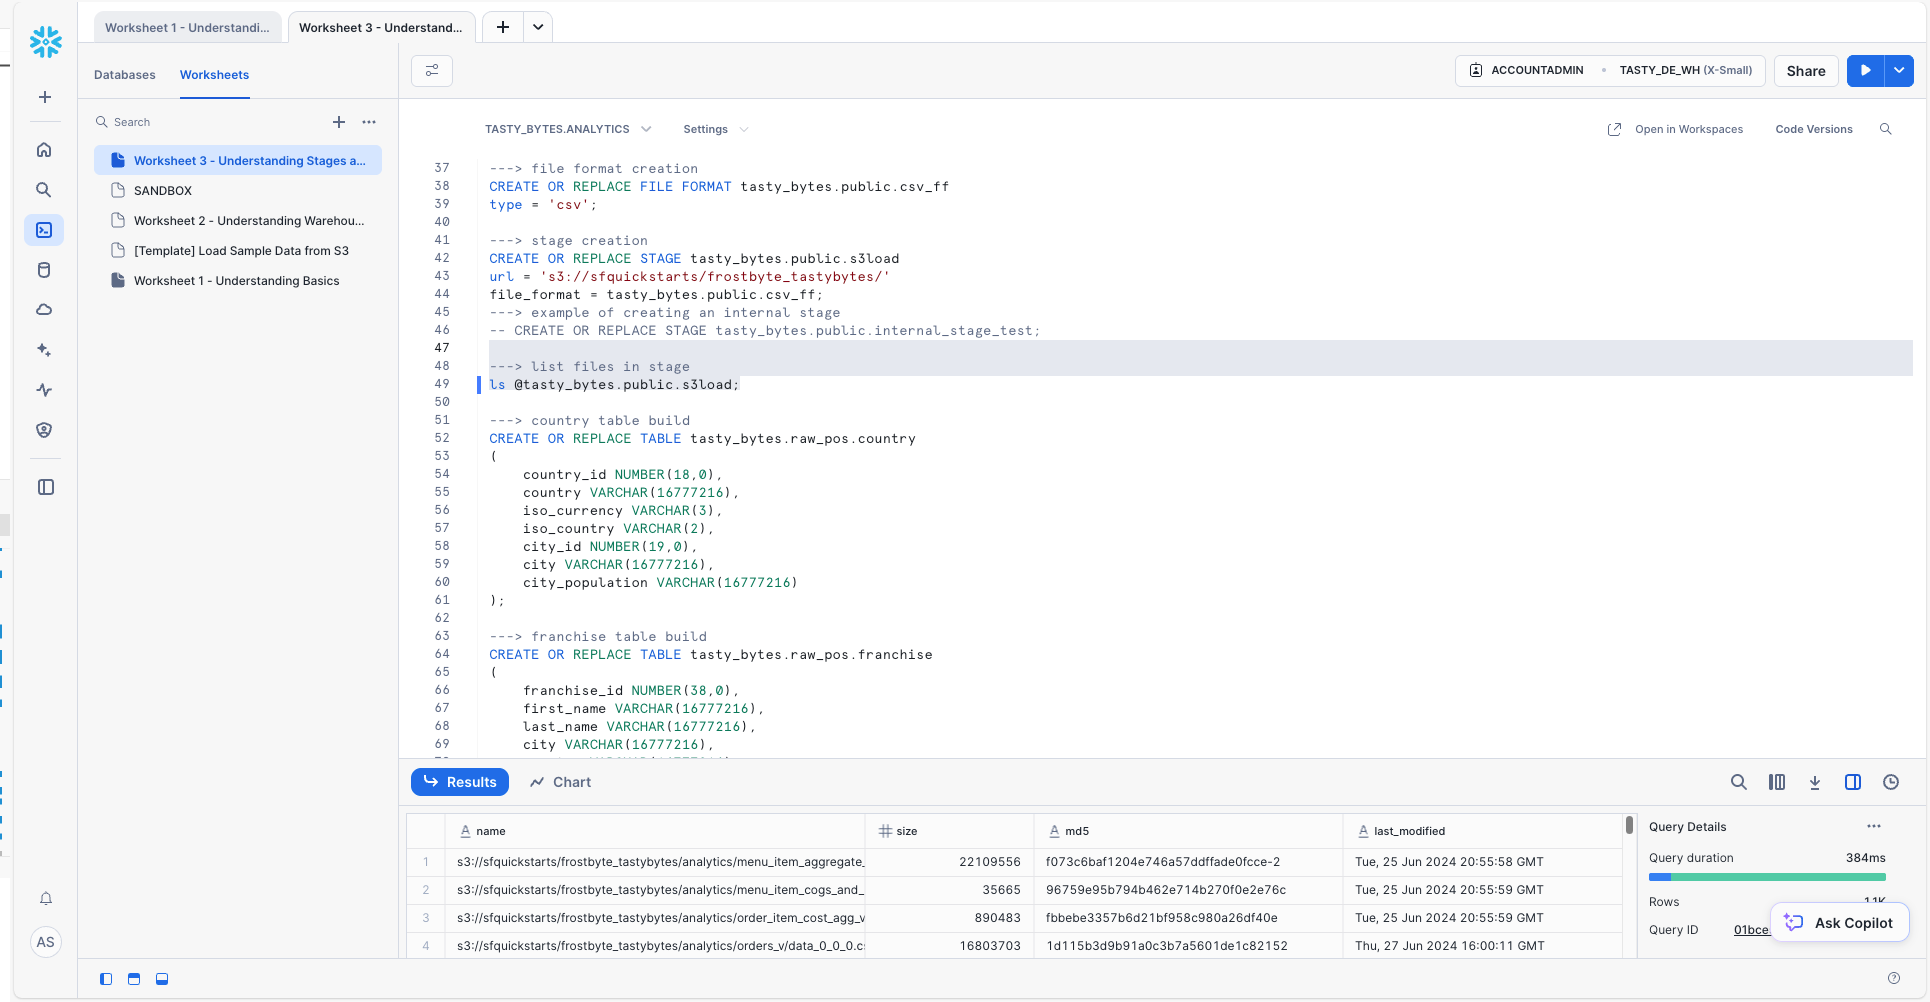 Worksheet 1 - Understandi...
Worksheet 3 - Understand...
Databases
Worksheets
ACCOUNTADMIN
TASTY_DE_WH (X-Small)
Share
Search
TASTY_BYTES.ANALYTICS
Settings
Open in Workspaces
Code Versions
Worksheet 3 - Understanding Stages a...
SANDBOX
Worksheet 2 - Understanding Warehou...
[Template] Load Sample Data from S3
Worksheet 1 - Understanding Basics
37 ---> file format creation
38 CREATE OR REPLACE FILE FORMAT tasty_bytes.public.csv_ff
39 type = 'csv';
40
41 ---> stage creation
42 CREATE OR REPLACE STAGE tasty_bytes.public.s3load
43 url = 's3://sfquickstarts/frostbyte_tastybytes/'
44 file_format = tasty_bytes.public.csv_ff;
45 ---> example of creating an internal stage
46 -- CREATE OR REPLACE STAGE tasty_bytes.public.internal_stage_test;
47
48 ---> list files in stage
49 ls @tasty_bytes.public.s3load;
50
51 ---> country table build
52 CREATE OR REPLACE TABLE tasty_bytes.raw_pos.country
53 (
54 country_id NUMBER(18,0),
55 country VARCHAR(16777216),
56 iso_currency VARCHAR(3),
57 iso_country VARCHAR(2),
58 city_id NUMBER(19,0),
59 city VARCHAR(16777216),
60 city_population VARCHAR(16777216)
61 );
62
63 ---> franchise table build
64 CREATE OR REPLACE TABLE tasty_bytes.raw_pos.franchise
65 (
66 franchise_id NUMBER(38,0),
67 first_name VARCHAR(16777216),
68 last_name VARCHAR(16777216),
69 city VARCHAR(16777216),
Results
Chart
name size md5 last_modified
1 s3://sfquickstarts/frostbyte_tastybytes/analytics/menu_item_aggregate_ 22109556 f073c6baf1204e746a57ddffade0fcce-2 Tue, 25 Jun 2024 20:55:58 GMT
2 s3://sfquickstarts/frostbyte_tastybytes/analytics/menu_item_cogs_and_ 35665 96759e95b794b462e714b270f0e2e76c Tue, 25 Jun 2024 20:55:59 GMT
3 s3://sfquickstarts/frostbyte_tastybytes/analytics/order_item_cost_agg_v 890483 fbbebe3357b6d21bf958c980a26df40e Tue, 25 Jun 2024 20:55:59 GMT
4 s3://sfquickstarts/frostbyte_tastybytes/analytics/orders_v/data_0_0_0.cs 16803703 1d115b3d9b91a0c3b7a5601de1c82152 Thu, 27 Jun 2024 16:00:11 GMT
Query Details
Query duration 384ms
Rows
Query ID 01bce
Ask Copilot
AS